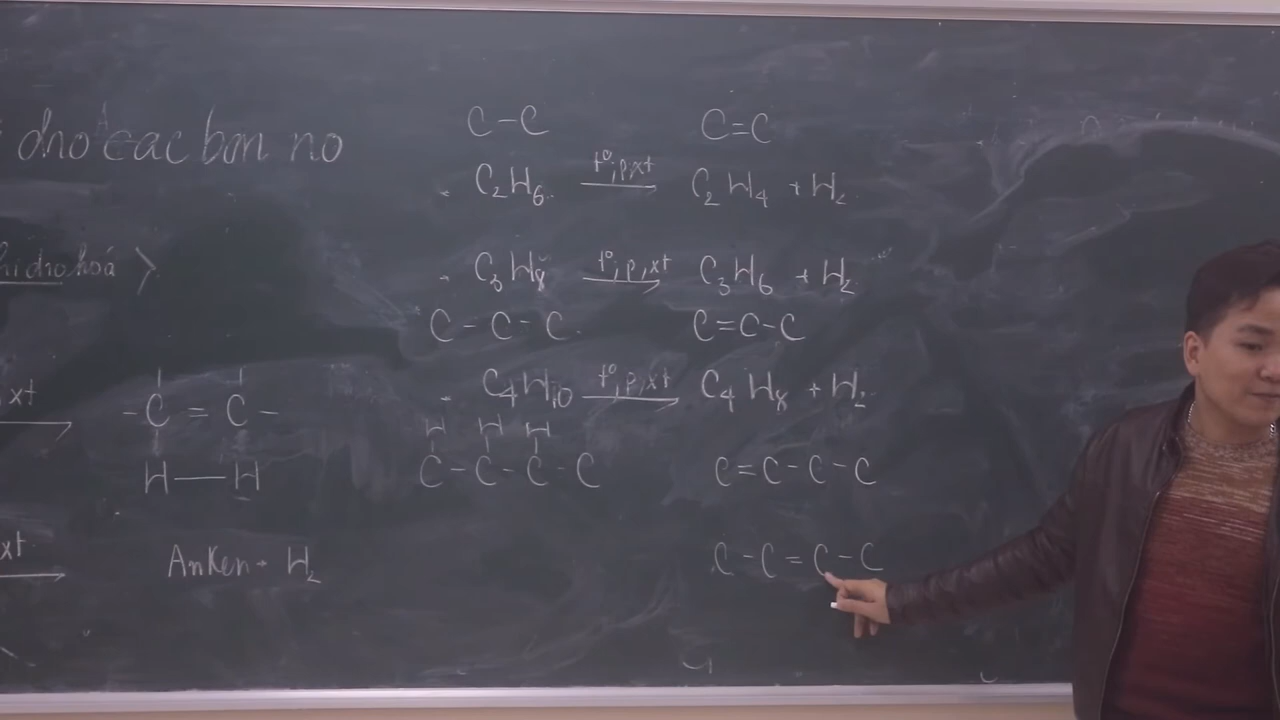 đro các bon no
C-C C=C
C₂H₆ t°,p,xt C₂H₄ + H₂
hiđro hoá
C₃H₈ t°,p,xt C₃H₆ + H₂
C - C - C C=C-C
xt
-C = C-
C₄H₁₀ t°,p,xt C₄H₈ + H₂
H H H
C-C-C-C C=C-C-C
H—H
xt
Anken + H₂
C-C=C-C